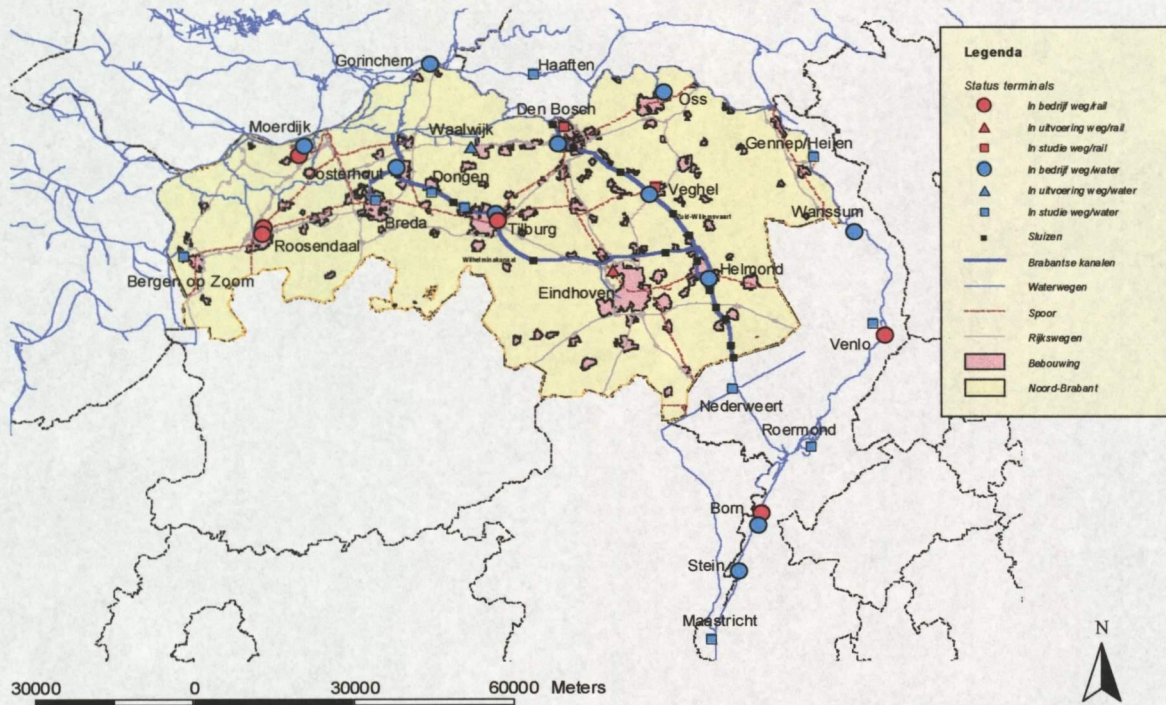 Gorinchem
Haaften
Den Bosch
Oss
Moerdijk
Waalwijk
Gennep/Heijen
Oosterhout
Dongen
Veghel
Breda
Tilburg
Wanssum
Roosendaal
Wilhelminakanaal
Zuid-Willemsvaart
Bergen op Zoom
Helmond
Eindhoven
Venlo
Nederweert
Roermond
Born
Stein
Maastricht
Legenda
Status terminals
In bedrijf weg/rail
In uitvoering weg/rail
In studie weg/rail
In bedrijf weg/water
In uitvoering weg/water
In studie weg/water
Sluizen
Brabantse kanalen
Waterwegen
Spoor
Rijkswegen
Bebouwing
Noord-Brabant
N
30000 0 30000 60000 Meters